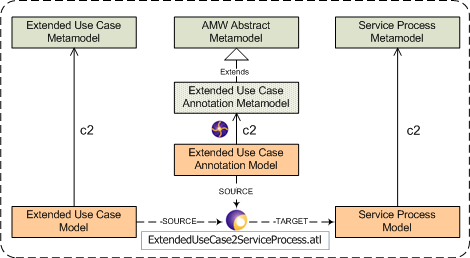 Extended Use Case
Metamodel
AMW Abstract
Metamodel
Service Process
Metamodel
Extends
Extended Use Case
Annotation Metamodel
c2
c2
c2
Extended Use Case
Annotation Model
SOURCE
Extended Use Case
Model
-SOURCE-
-TARGET-
Service Process
Model
ExtendedUseCase2ServiceProcess.atl